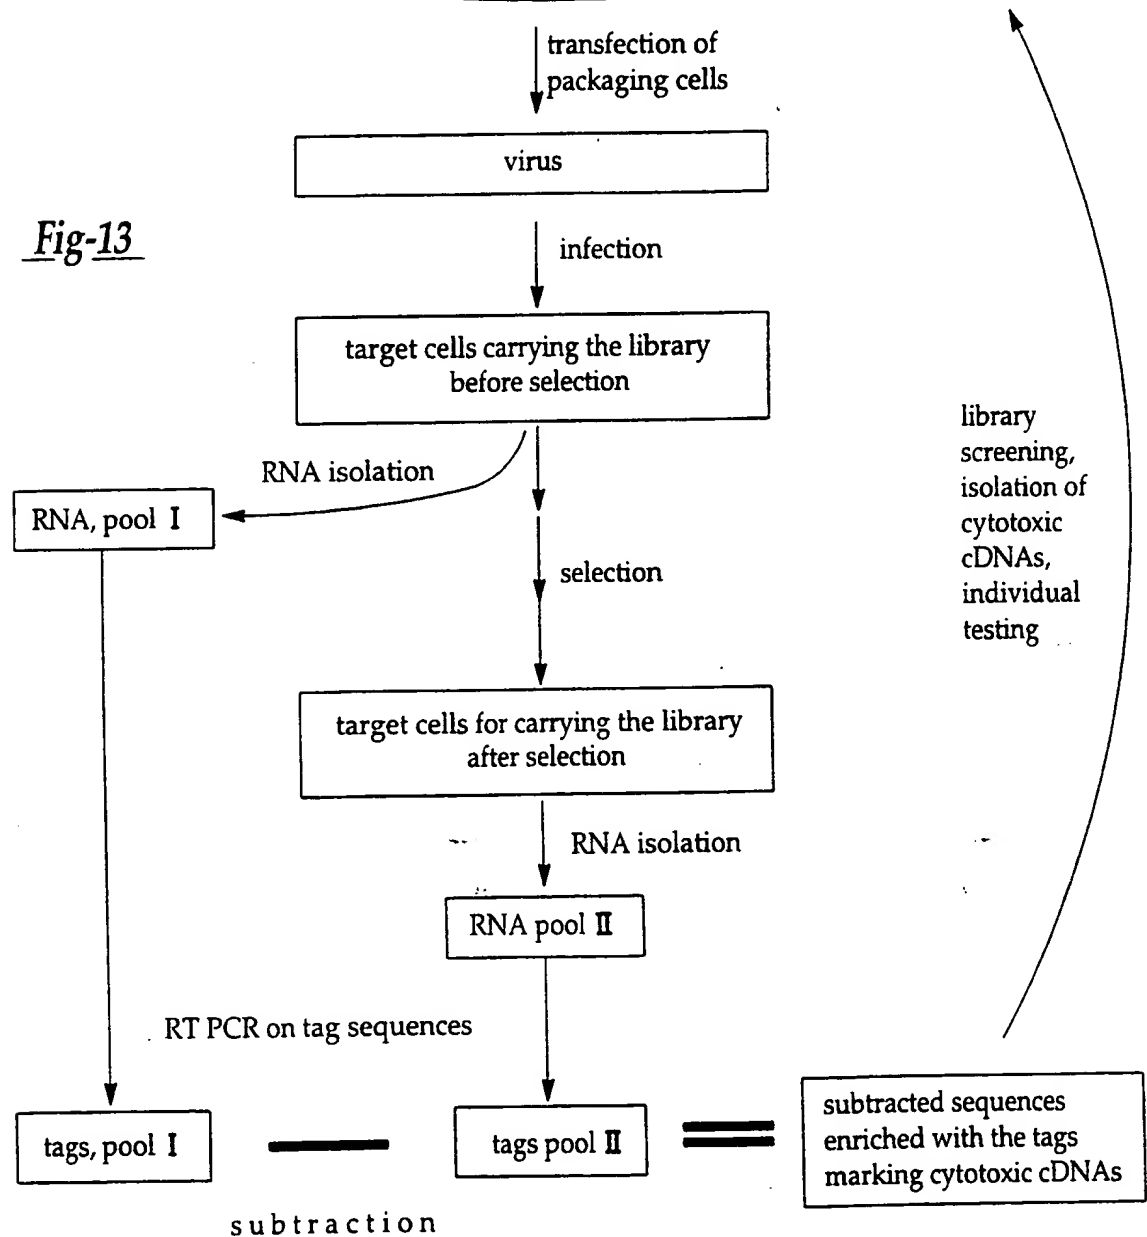 transfection of
packaging cells
virus
Fig-13
infection
target cells carrying the library
before selection
RNA isolation
RNA, pool I
selection
library
screening,
isolation of
cytotoxic
cDNAs,
individual
testing
target cells for carrying the library
after selection
RNA isolation
RNA pool II
RT PCR on tag sequences
tags, pool I
tags pool II
subtracted sequences
enriched with the tags
marking cytotoxic cDNAs
subtraction